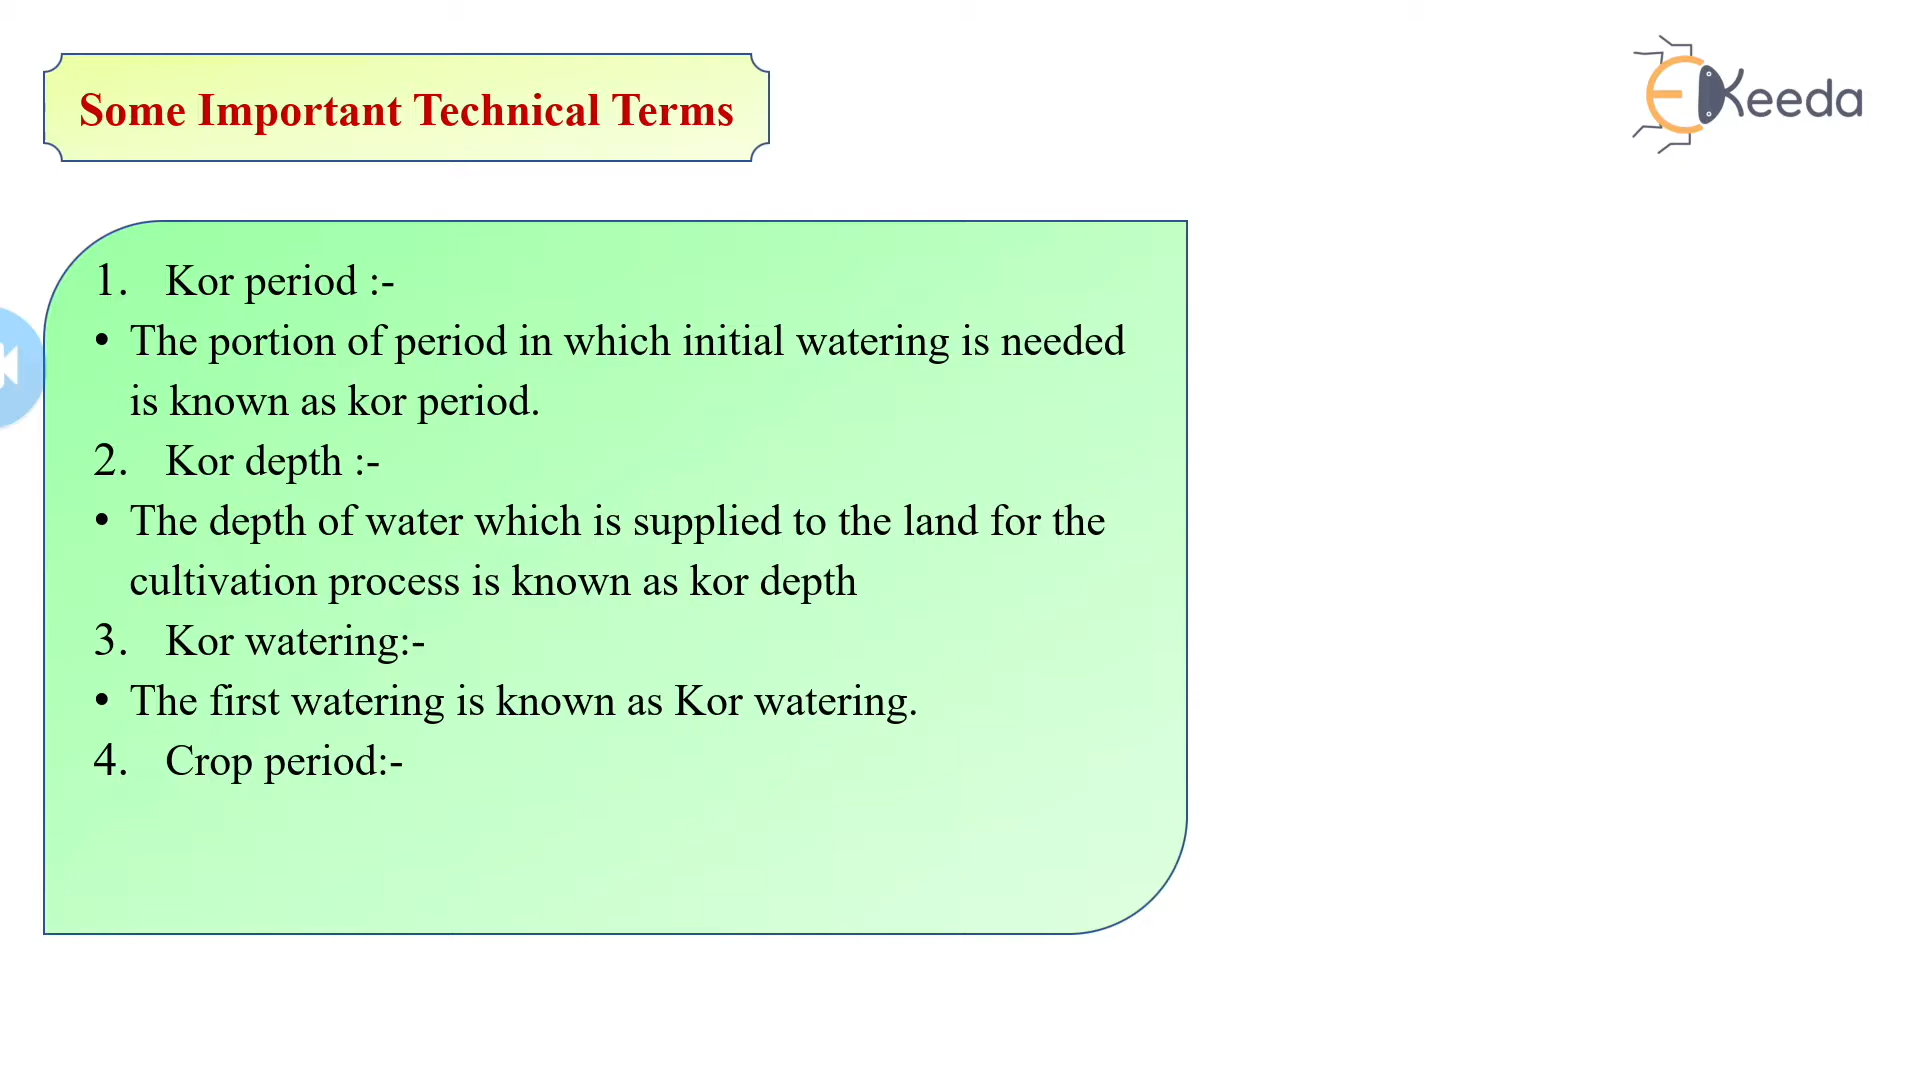 Some Important Technical Terms
EKeeda
1. Kor period :-
• The portion of period in which initial watering is needed
is known as kor period.
2. Kor depth :-
• The depth of water which is supplied to the land for the
cultivation process is known as kor depth
3. Kor watering:-
• The first watering is known as Kor watering.
4. Crop period:-